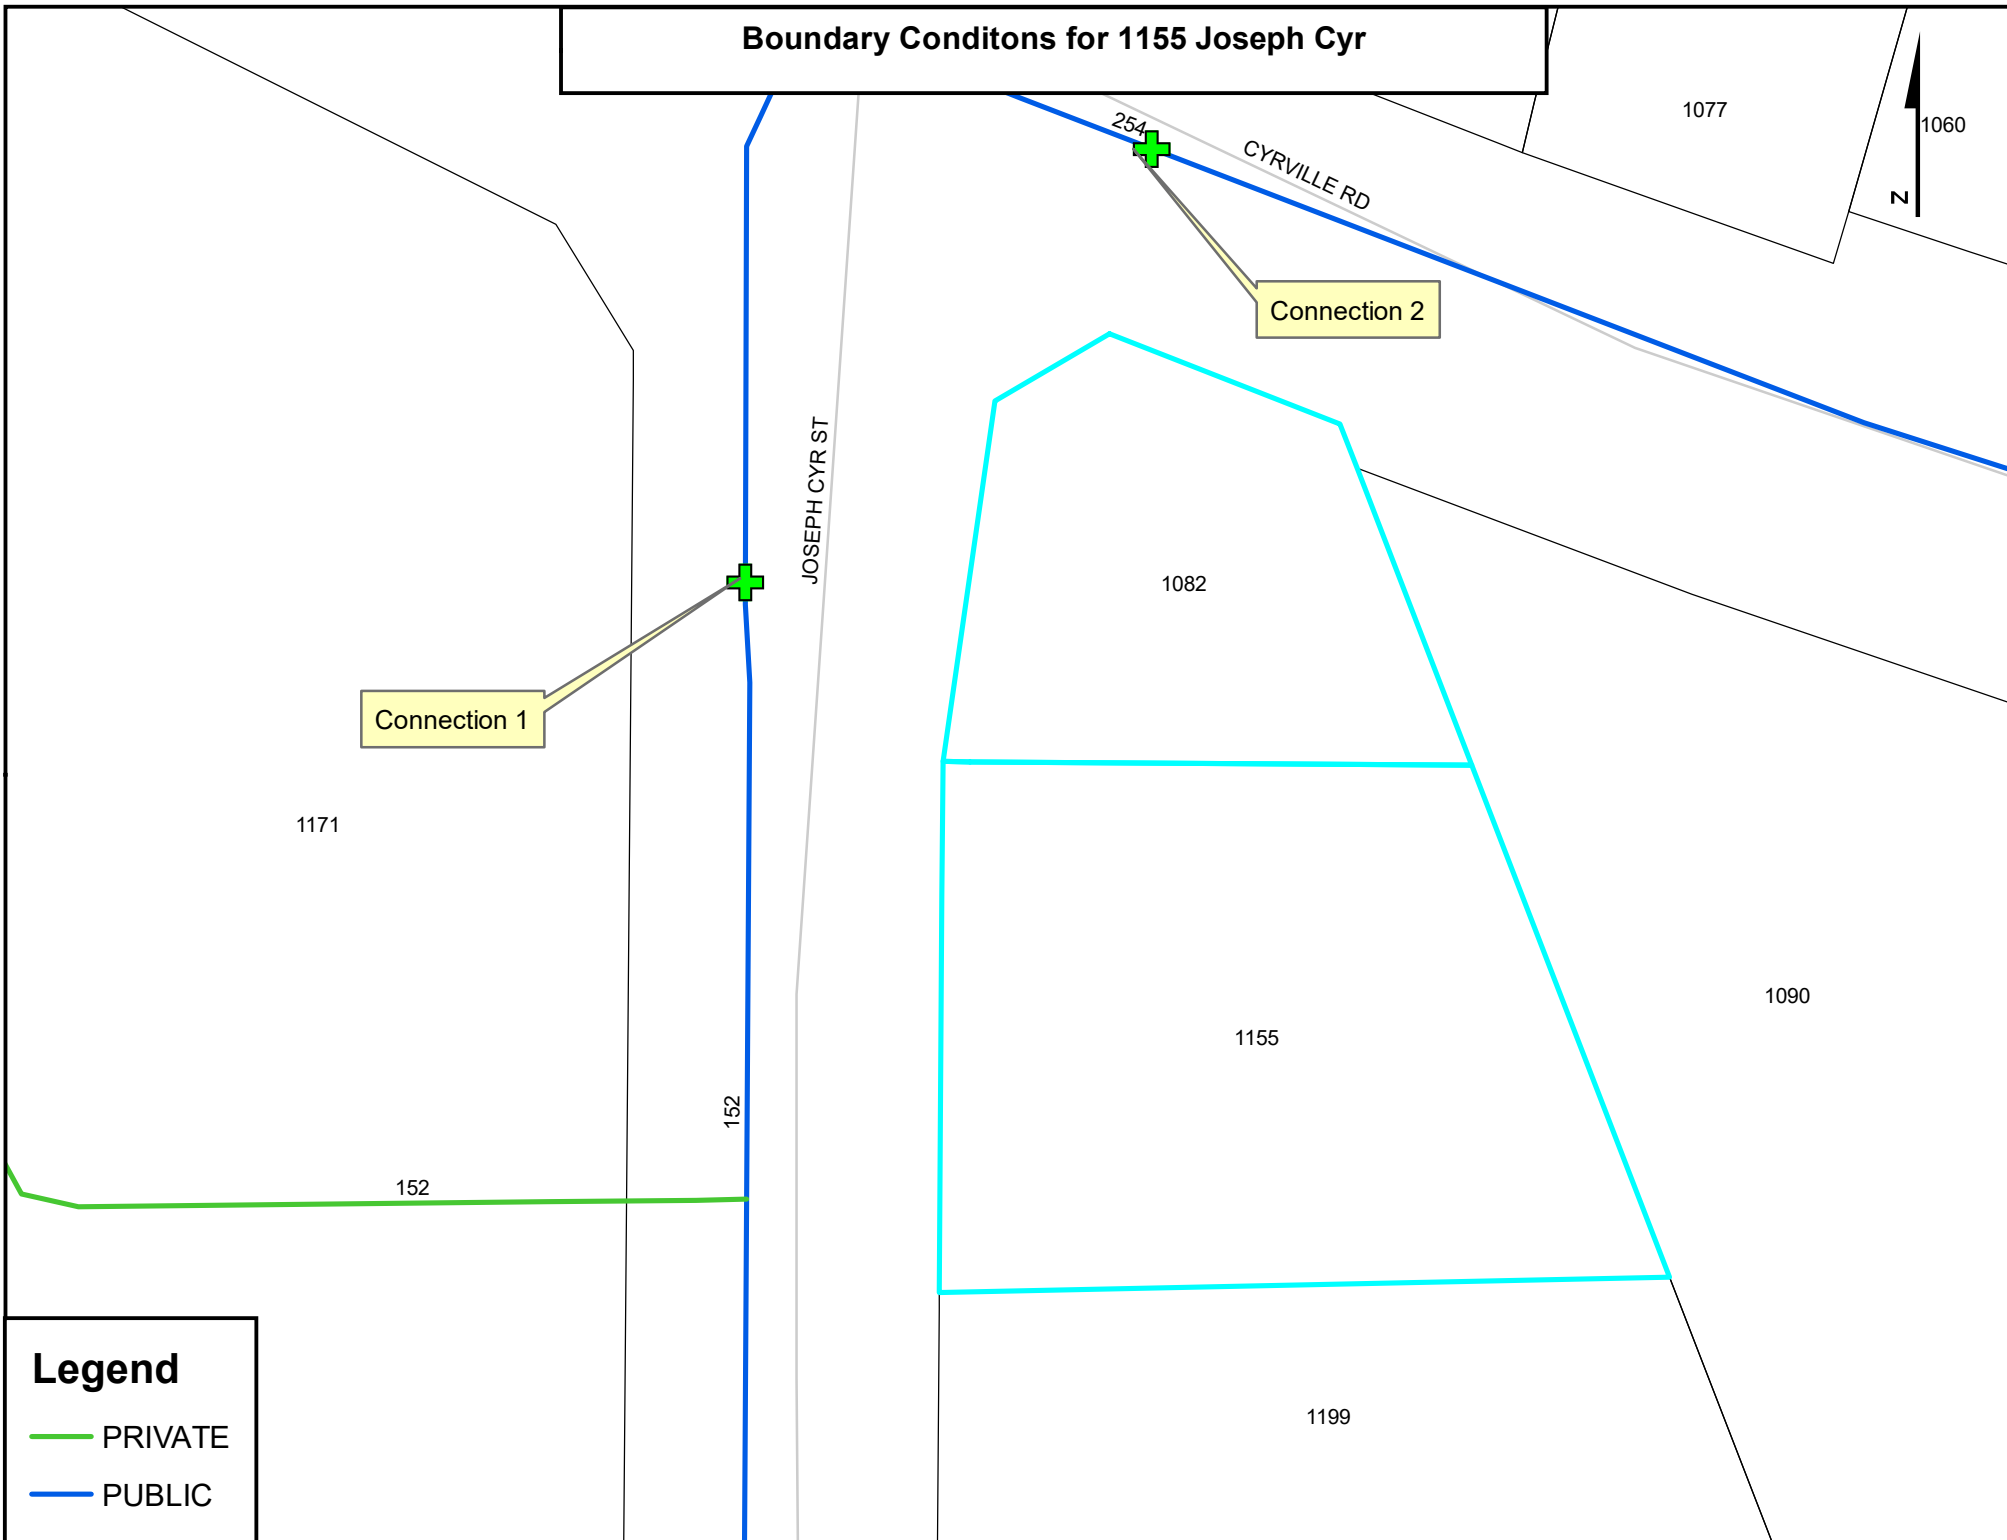 Boundary Conditons for 1155 Joseph Cyr
1077
1060
254
CYRVILLE RD
N
Connection 2
JOSEPH CYR ST
1082
Connection 1
1171
1090
1155
152
152
1199
Legend
PRIVATE
PUBLIC